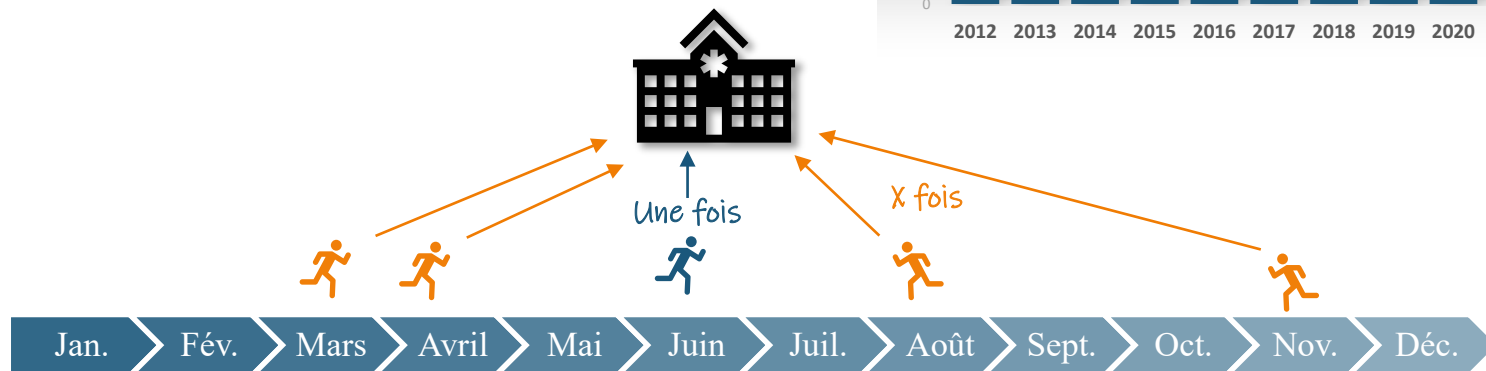 0
2012 2013 2014 2015 2016 2017 2018 2019 2020
X fois
Une fois
Jan. Fév. Mars Avril Mai Juin Juil. Août Sept. Oct. Nov. Déc.